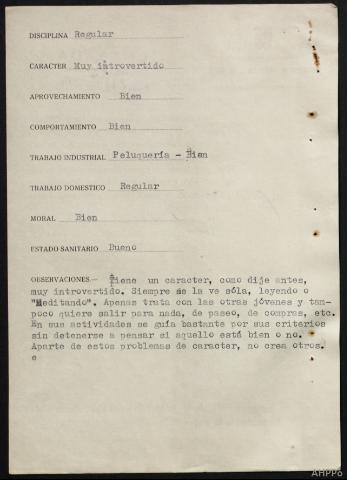 DISCIPLINA Regular
CARACTER Muy introvertido
APROVECHAMIENTO Bien
COMPORTAMIENTO Bien
TRABAJO INDUSTRIAL Peluquería - Bien
TRABAJO DOMESTICO Regular
MORAL Bien
ESTADO SANITARIO Bueno
OBSERVACIONES.— Tiene un caracter, como dije antes,
muy introvertido. Siempre se la ve sóla, leyendo o
"Meditando". Apenas trata con las otras jóvenes y tam-
poco quiere salir para nada, de paseo, de compras, etc.
En sus actividades se guía bastante por sus criterios
sin detenerse a pensar si aquello está bien o no.
Aparte de estos problemas de caracter, no crea otros.
e
AHPPo